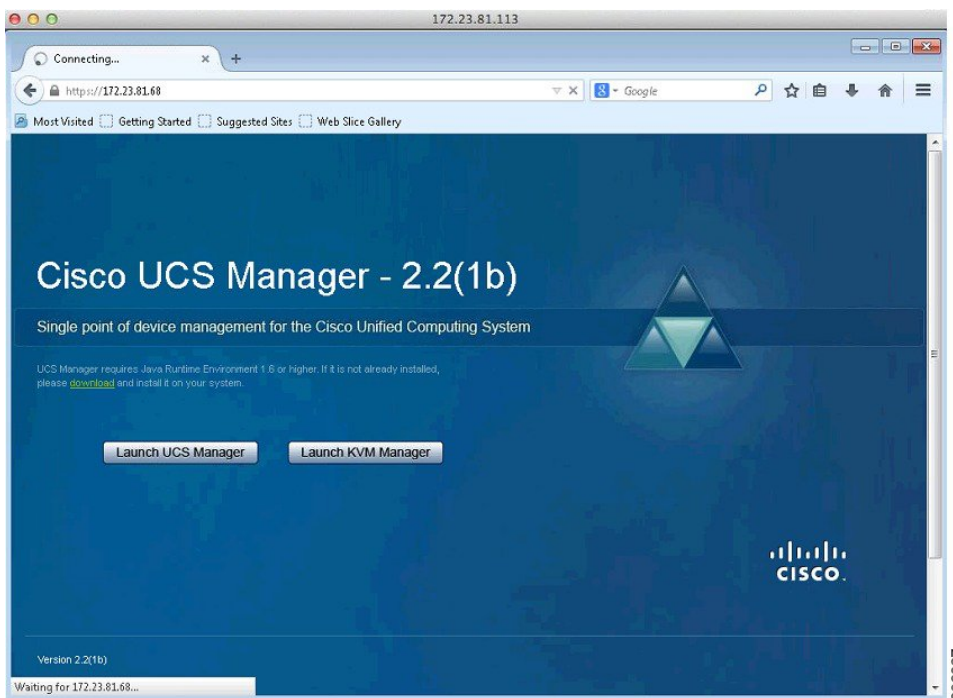 172.23.81.113
Connecting...
https://172.23.81.68
Google
Most Visited Getting Started Suggested Sites Web Slice Gallery
Cisco UCS Manager - 2.2(1b)
Single point of device management for the Cisco Unified Computing System
UCS Manager requires Java Runtime Environment 1.6 or higher. If it is not already installed,
please download and install it on your system.
Launch UCS Manager Launch KVM Manager
CISCO.
Version 2.2(1b)
Waiting for 172.23.81.68...